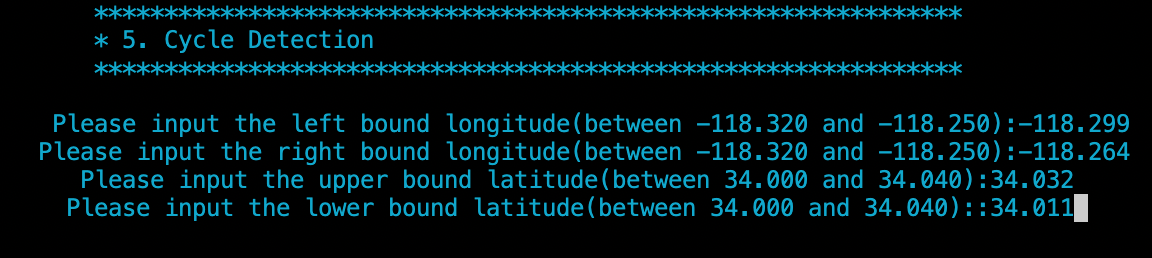 **************************************************************
* 5. Cycle Detection
**************************************************************
Please input the left bound longitude(between -118.320 and -118.250):-118.299
Please input the right bound longitude(between -118.320 and -118.250):-118.264
Please input the upper bound latitude(between 34.000 and 34.040):34.032
Please input the lower bound latitude(between 34.000 and 34.040)::34.011